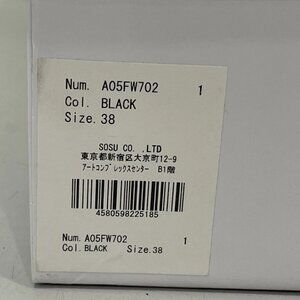 Num. A05FW702 1
Col. BLACK
Size. 38
SOSU CO. ,LTD
東京都新宿区大京町12-9
アートコンプレックスセンター B1階
4580598225185
Num. A05FW702 1
Col. BLACK Size. 38